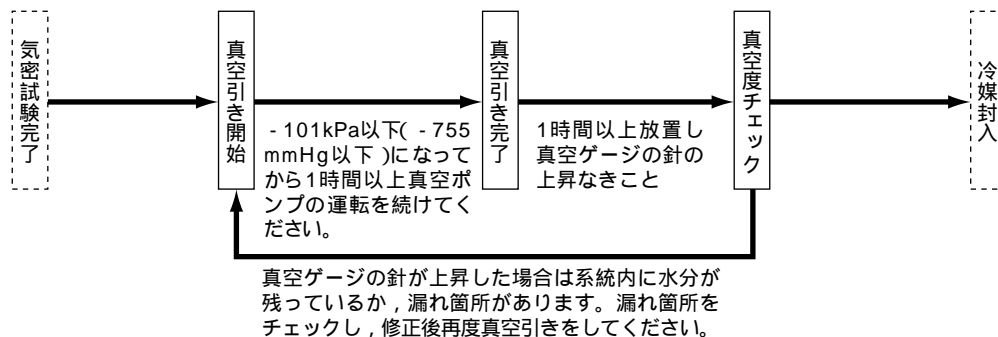 気密試験完了
真空引き開始
- 101kPa以下( - 755
mmHg以下 )になって
から1時間以上真空ポ
ンプの運転を続けてく
ださい。
真空引き完了
1時間以上放置し
真空ゲージの針の
上昇なきこと
真空度チェック
冷媒封入
真空ゲージの針が上昇した場合は系統内に水分が
残っているか , 漏れ箇所があります。漏れ箇所を
チェックし , 修正後再度真空引きをしてください。